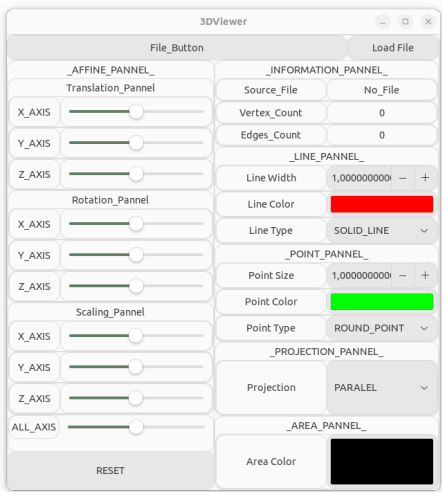 3DViewer
File_Button
Load File
_AFFINE_PANNEL_
Translation_Pannel
X_AXIS
Y_AXIS
Z_AXIS
Rotation_Pannel
X_AXIS
Y_AXIS
Z_AXIS
Scaling_Pannel
X_AXIS
Y_AXIS
Z_AXIS
ALL_AXIS
RESET
_INFORMATION_PANNEL_
Source_File No_File
Vertex_Count 0
Edges_Count 0
_LINE_PANNEL_
Line Width 1,0000000000
Line Color
Line Type SOLID_LINE
_POINT_PANNEL_
Point Size 1,0000000000
Point Color
Point Type ROUND_POINT
_PROJECTION_PANNEL_
Projection PARALEL
_AREA_PANNEL_
Area Color